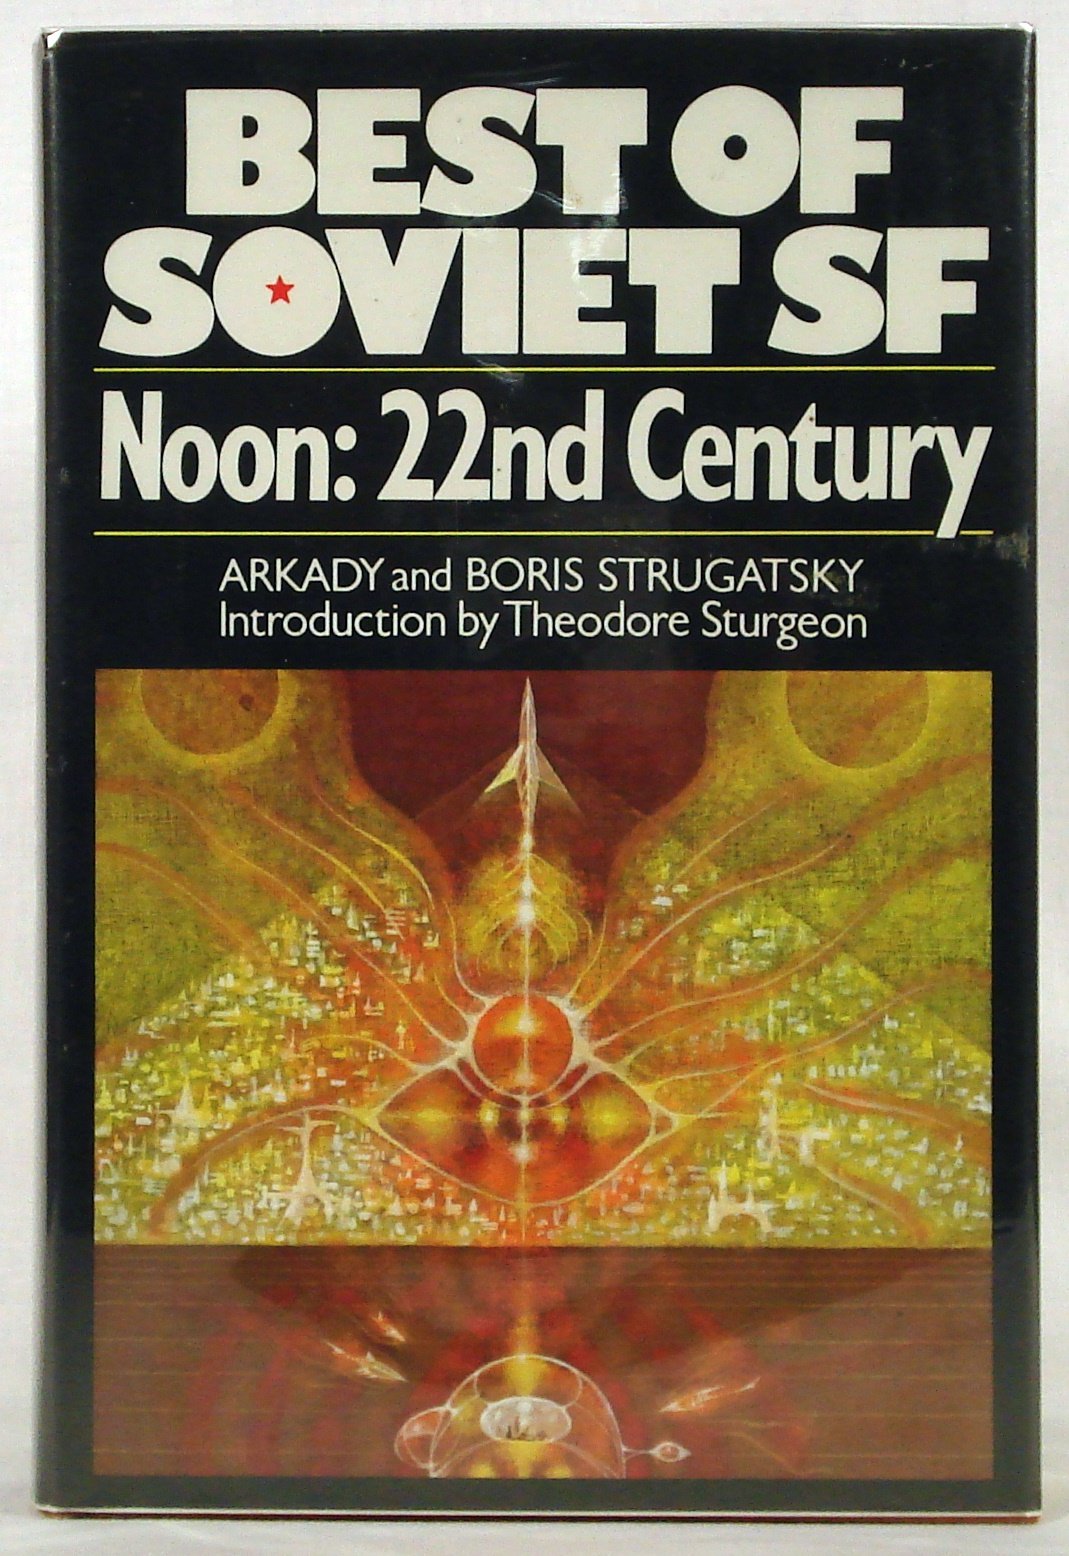 BEST OF
SOVIET SF
Noon: 22nd Century
ARKADY and BORIS STRUGATSKY
Introduction by Theodore Sturgeon